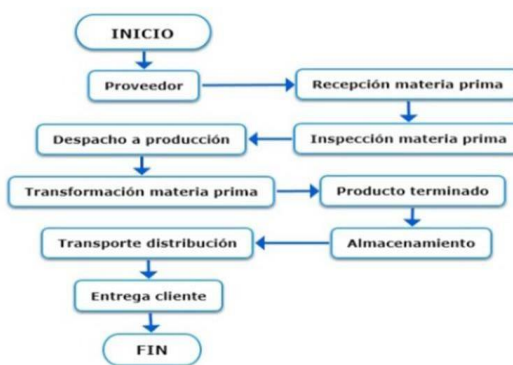 INICIO
Proveedor
Recepción materia prima
Inspección materia prima
Despacho a producción
Transformación materia prima
Producto terminado
Almacenamiento
Transporte distribución
Entrega cliente
FIN